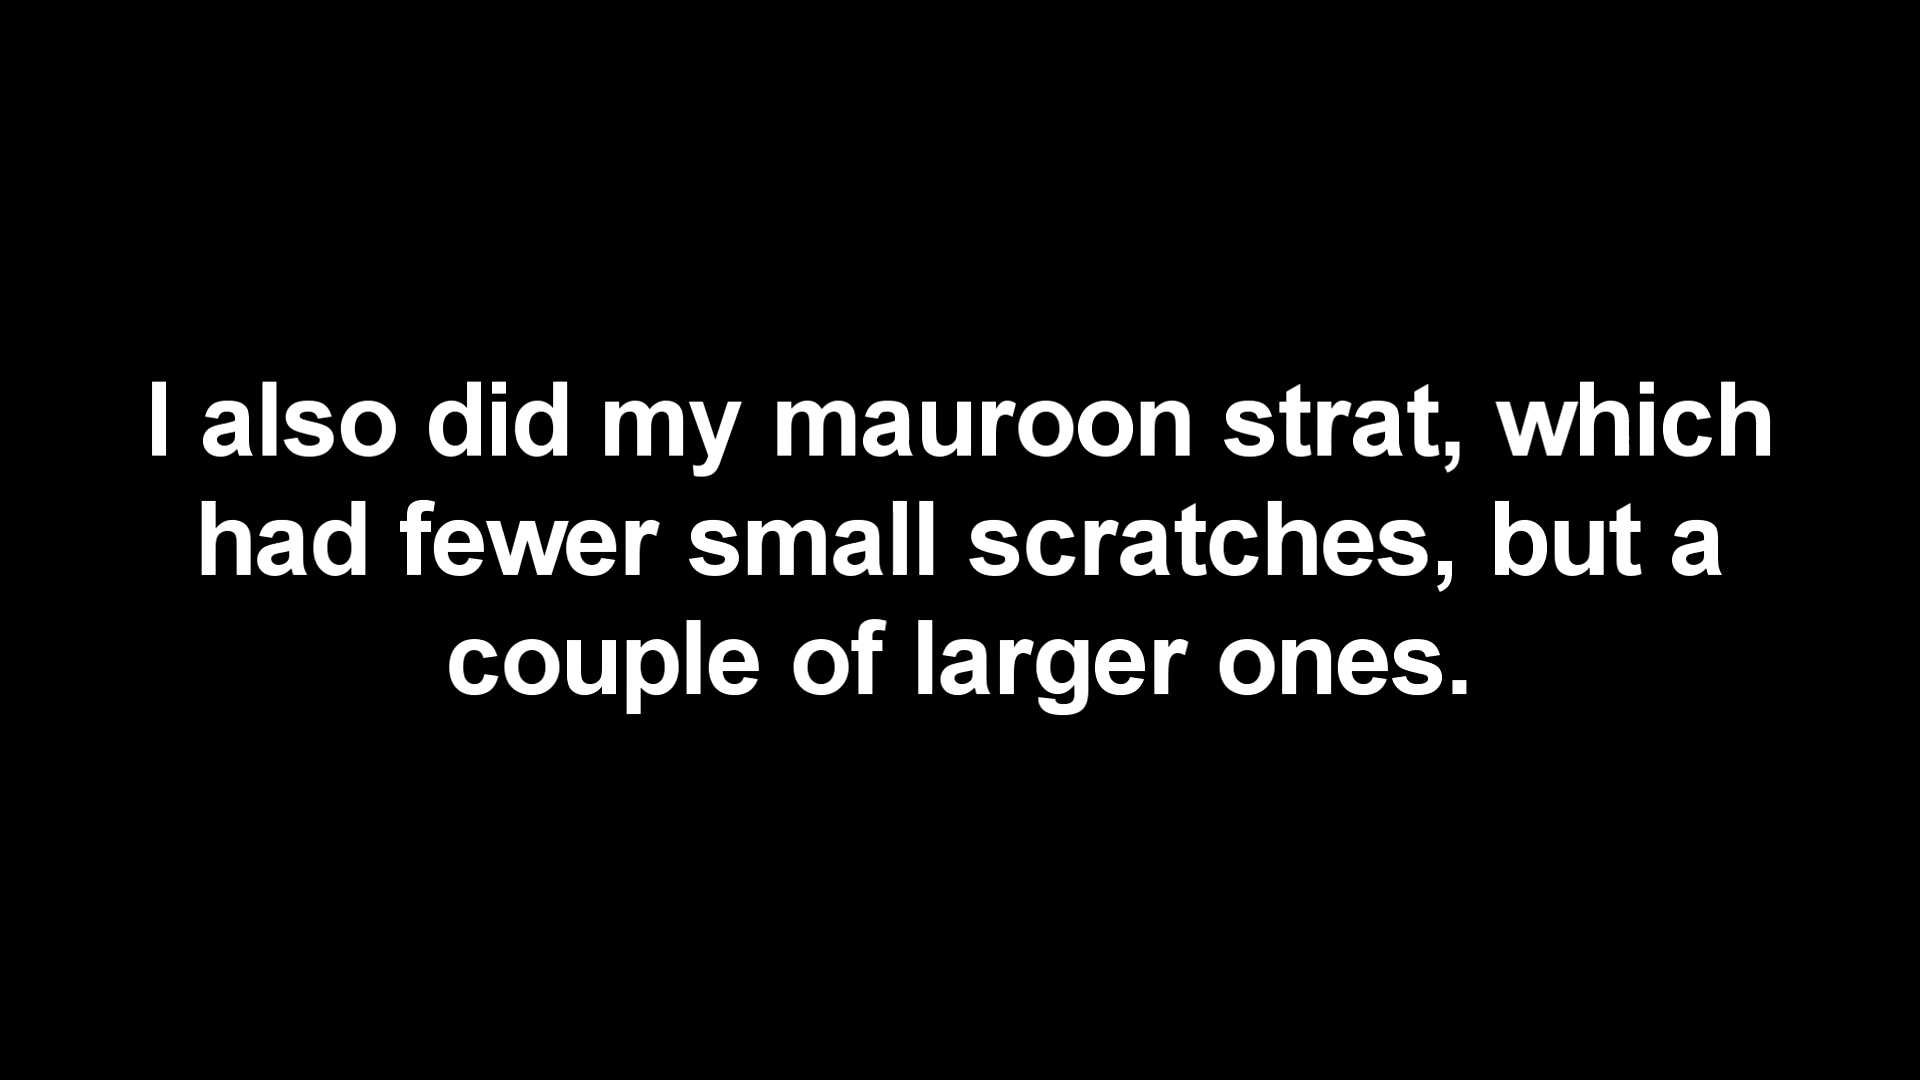 I also did my mauroon strat, which
had fewer small scratches, but a
couple of larger ones.